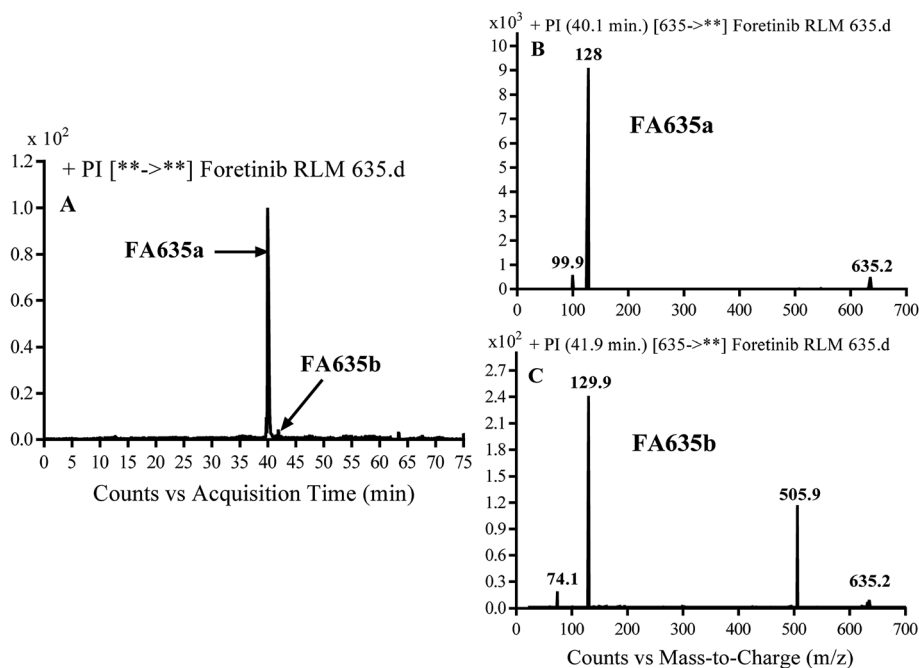 x 10²
+ PI [**->**] Foretinib RLM 635.d
A
1.2
1.0
0.8
0.6
0.4
0.2
0.0
FA635a
FA635b
0 5 10 15 20 25 30 35 40 45 50 55 60 65 70 75
Counts vs Acquisition Time (min)
x10³ + PI (40.1 min.) [635->**] Foretinib RLM 635.d
B
10
9
8
7
6
5
4
3
2
1
0
128
FA635a
99.9
635.2
0 100 200 300 400 500 600 700
x10² + PI (41.9 min.) [635->**] Foretinib RLM 635.d
C
2.7
2.4
2.1
1.8
1.5
1.2
0.9
0.6
0.3
0.0
129.9
FA635b
505.9
74.1
635.2
0 100 200 300 400 500 600 700
Counts vs Mass-to-Charge (m/z)